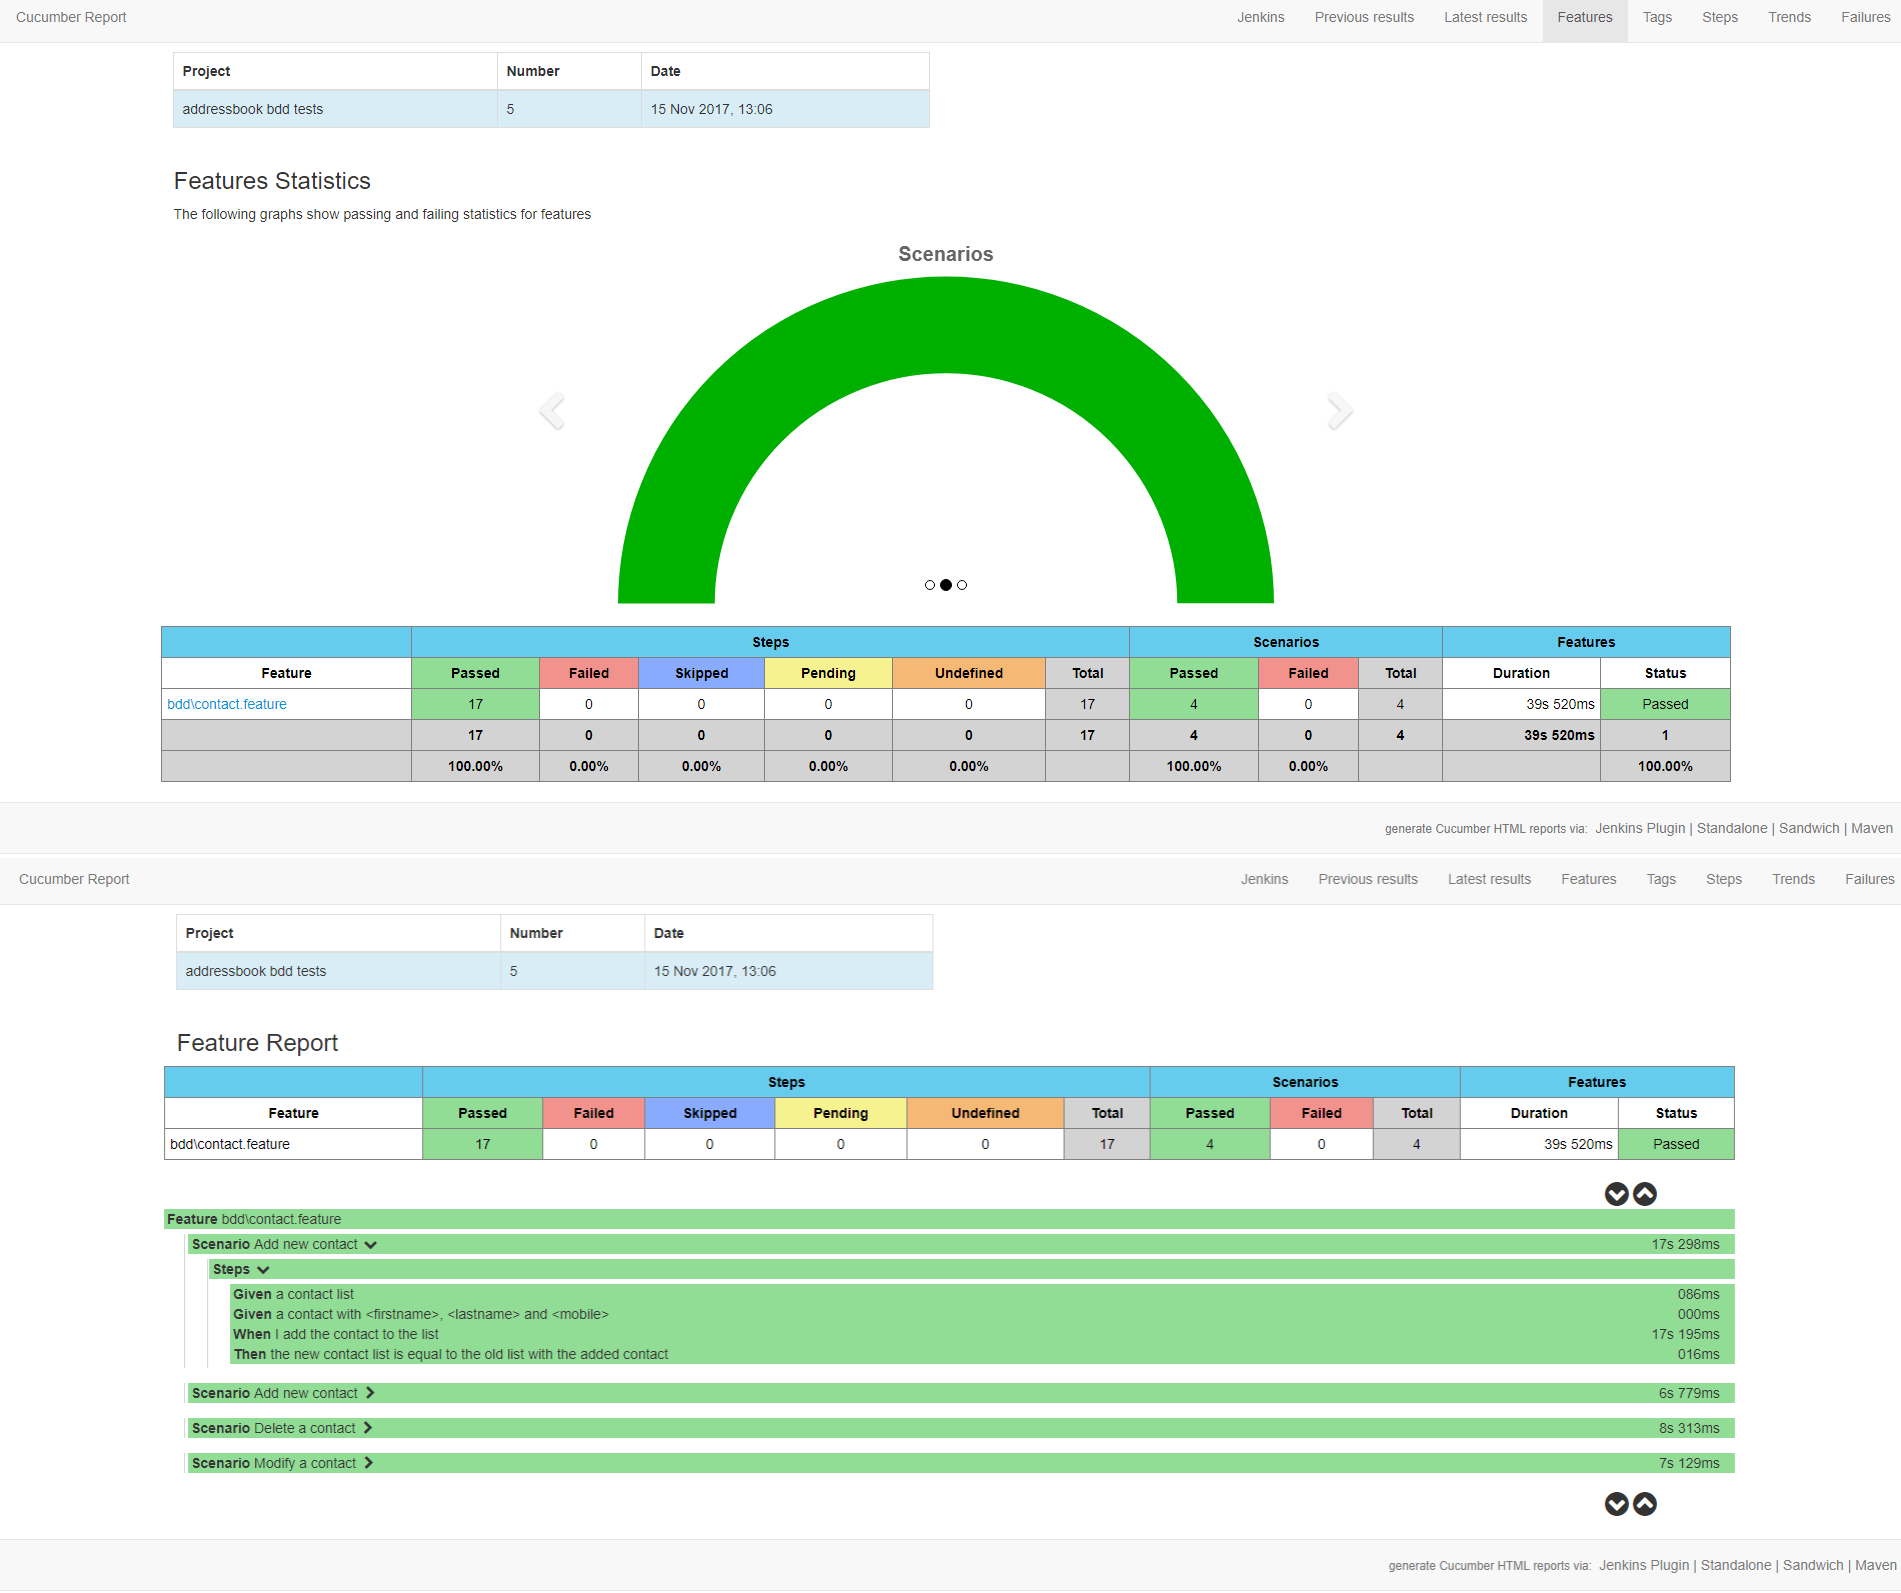 Cucumber Report Jenkins Previous results Latest results Features Tags Steps Trends Failures
Project Number Date
addressbook bdd tests 5 15 Nov 2017, 13:06
Features Statistics
The following graphs show passing and failing statistics for features
Scenarios
Steps Scenarios Features
Feature Passed Failed Skipped Pending Undefined Total Passed Failed Total Duration Status
bdd\contact.feature 17 0 0 0 0 17 4 0 4 39s 520ms Passed
17 0 0 0 0 17 4 0 4 39s 520ms 1
100.00% 0.00% 0.00% 0.00% 0.00% 100.00% 0.00% 100.00%
generate Cucumber HTML reports via: Jenkins Plugin | Standalone | Sandwich | Maven
Cucumber Report Jenkins Previous results Latest results Features Tags Steps Trends Failures
Project Number Date
addressbook bdd tests 5 15 Nov 2017, 13:06
Feature Report
Steps Scenarios Features
Feature Passed Failed Skipped Pending Undefined Total Passed Failed Total Duration Status
bdd\contact.feature 17 0 0 0 0 17 4 0 4 39s 520ms Passed
Feature bdd\contact.feature
Scenario Add new contact 17s 298ms
Steps
Given a contact list 086ms
Given a contact with <firstname>, <lastname> and <mobile> 000ms
When I add the contact to the list 17s 195ms
Then the new contact list is equal to the old list with the added contact 016ms
Scenario Add new contact 6s 779ms
Scenario Delete a contact 8s 313ms
Scenario Modify a contact 7s 129ms
generate Cucumber HTML reports via: Jenkins Plugin | Standalone | Sandwich | Maven